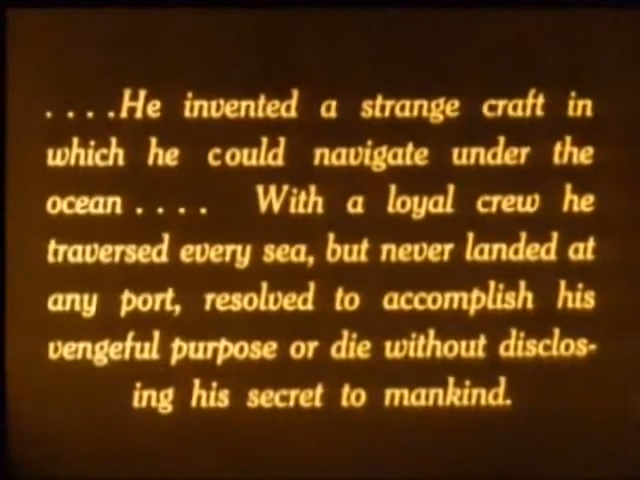 ....He invented a strange craft in
which he could navigate under the
ocean.... With a loyal crew he
traversed every sea, but never landed at
any port, resolved to accomplish his
vengeful purpose or die without disclos-
ing his secret to mankind.